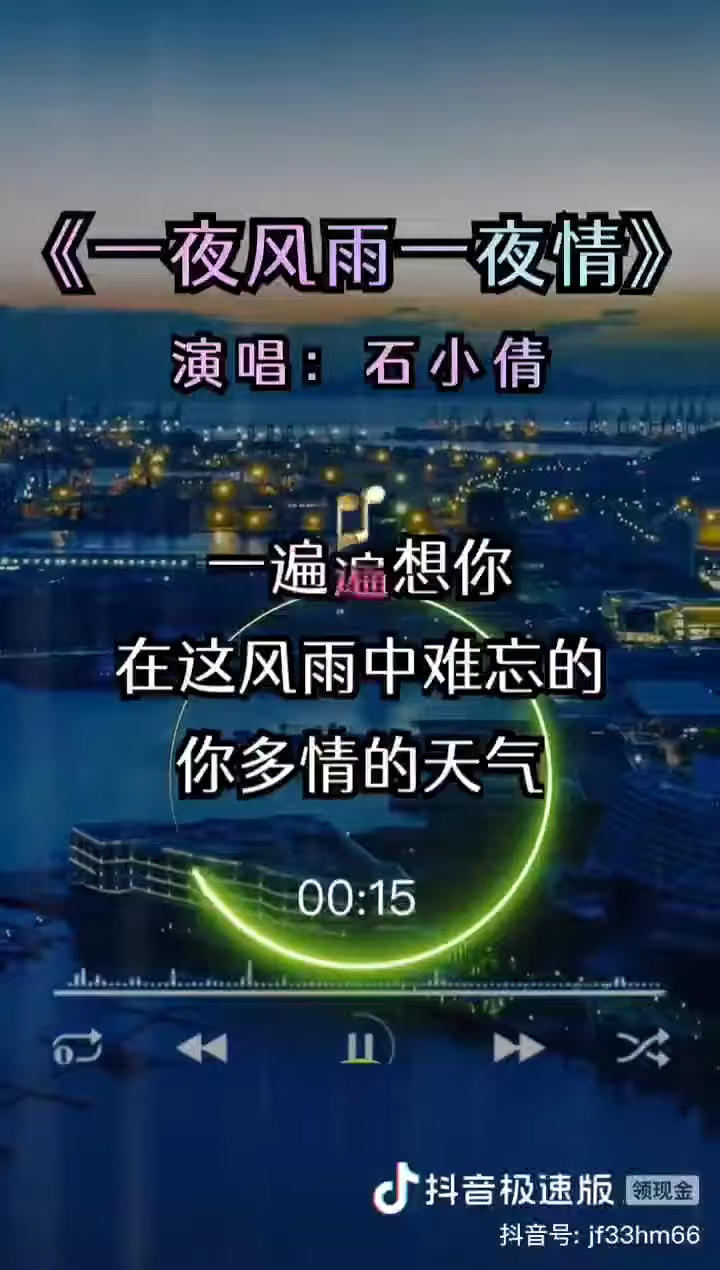 《一夜风雨一夜情》
演唱：石小倩
一遍遍想你
在这风雨中难忘的
你多情的天气
00:15
抖音极速版 领现金
抖音号: jf33hm66